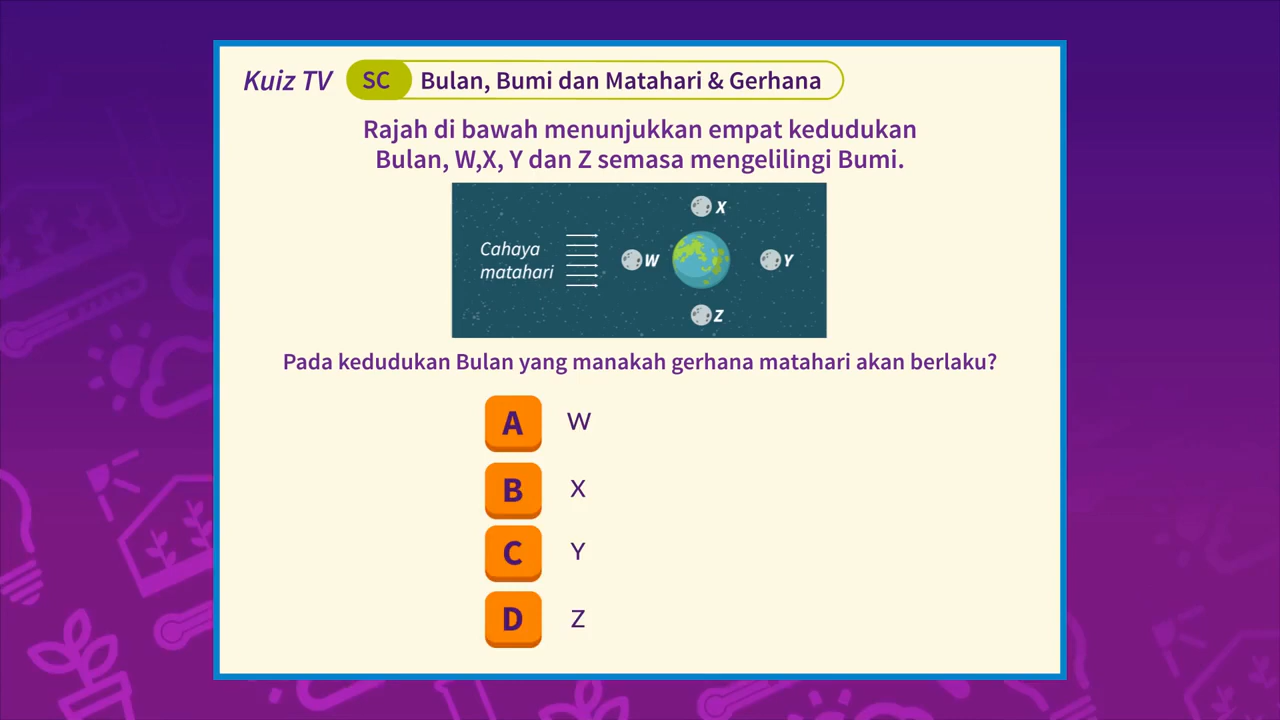 Kuiz TV SC Bulan, Bumi dan Matahari & Gerhana
Rajah di bawah menunjukkan empat kedudukan
Bulan, W,X, Y dan Z semasa mengelilingi Bumi.
X
Cahaya
matahari
W
Y
Z
Pada kedudukan Bulan yang manakah gerhana matahari akan berlaku?
A W
B X
C Y
D Z